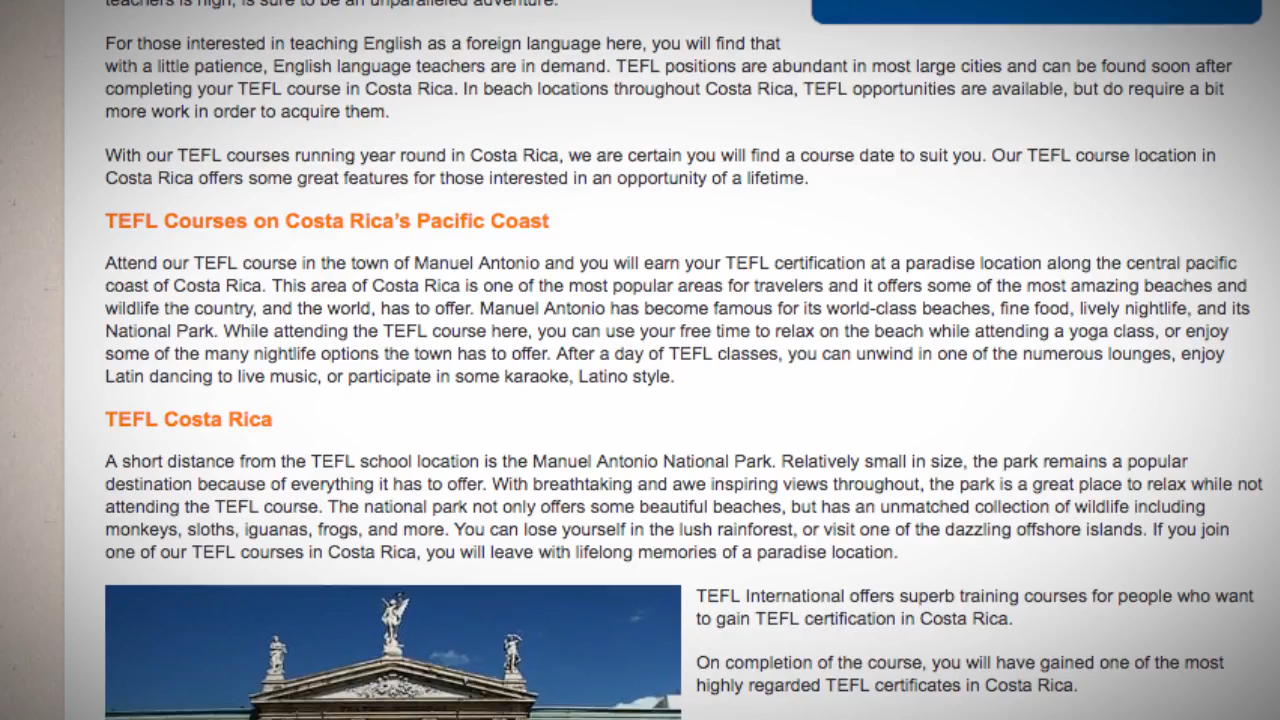 teachers is high, is sure to be an unparalleled adventure.
For those interested in teaching English as a foreign language here, you will find that
with a little patience, English language teachers are in demand. TEFL positions are abundant in most large cities and can be found soon after
completing your TEFL course in Costa Rica. In beach locations throughout Costa Rica, TEFL opportunities are available, but do require a bit
more work in order to acquire them.
With our TEFL courses running year round in Costa Rica, we are certain you will find a course date to suit you. Our TEFL course location in
Costa Rica offers some great features for those interested in an opportunity of a lifetime.
TEFL Courses on Costa Rica's Pacific Coast
Attend our TEFL course in the town of Manuel Antonio and you will earn your TEFL certification at a paradise location along the central pacific
coast of Costa Rica. This area of Costa Rica is one of the most popular areas for travelers and it offers some of the most amazing beaches and
wildlife the country, and the world, has to offer. Manuel Antonio has become famous for its world-class beaches, fine food, lively nightlife, and its
National Park. While attending the TEFL course here, you can use your free time to relax on the beach while attending a yoga class, or enjoy
some of the many nightlife options the town has to offer. After a day of TEFL classes, you can unwind in one of the numerous lounges, enjoy
Latin dancing to live music, or participate in some karaoke, Latino style.
TEFL Costa Rica
A short distance from the TEFL school location is the Manuel Antonio National Park. Relatively small in size, the park remains a popular
destination because of everything it has to offer. With breathtaking and awe inspiring views throughout, the park is a great place to relax while not
attending the TEFL course. The national park not only offers some beautiful beaches, but has an unmatched collection of wildlife including
monkeys, sloths, iguanas, frogs, and more. You can lose yourself in the lush rainforest, or visit one of the dazzling offshore islands. If you join
one of our TEFL courses in Costa Rica, you will leave with lifelong memories of a paradise location.
TEFL International offers superb training courses for people who want
to gain TEFL certification in Costa Rica.
On completion of the course, you will have gained one of the most
highly regarded TEFL certificates in Costa Rica.